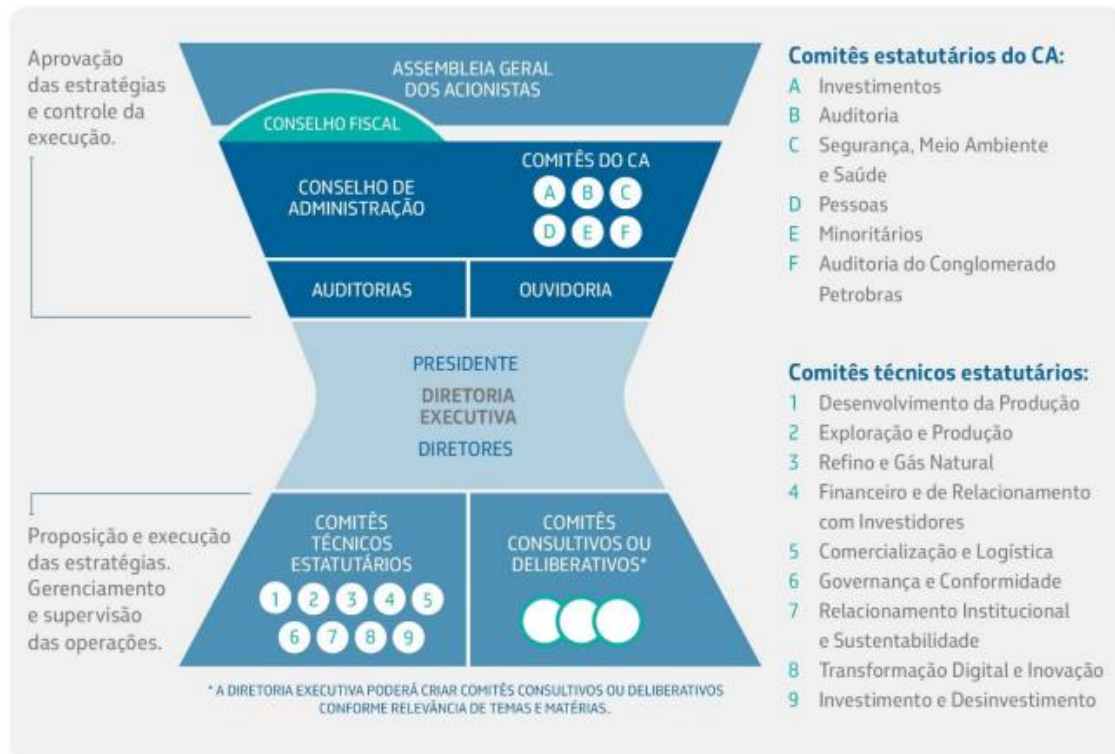 Aprovação
das estratégias
e controle da
execução.
ASSEMBLEIA GERAL
DOS ACIONISTAS
CONSELHO FISCAL
CONSELHO DE
ADMINISTRAÇÃO
COMITÊS DO CA
A B C
D E F
AUDITORIAS
OUVIDORIA
PRESIDENTE
DIRETORIA
EXECUTIVA
DIRETORES
Proposição e execução
das estratégias.
Gerenciamento
e supervisão
das operações.
COMITÊS
TÉCNICOS
ESTATUTÁRIOS
1 2 3 4 5
6 7 8 9
COMITÊS
CONSULTIVOS OU
DELIBERATIVOS*
* A DIRETORIA EXECUTIVA PODERÁ CRIAR COMITÊS CONSULTIVOS OU DELIBERATIVOS
CONFORME RELEVÂNCIA DE TEMAS E MATÉRIAS.
Comitês estatutários do CA:
A Investimentos
B Auditoria
C Segurança, Meio Ambiente
e Saúde
D Pessoas
E Minoritários
F Auditoria do Conglomerado
Petrobras
Comitês técnicos estatutários:
1 Desenvolvimento da Produção
2 Exploração e Produção
3 Refino e Gás Natural
4 Financeiro e de Relacionamento
com Investidores
5 Comercialização e Logística
6 Governança e Conformidade
7 Relacionamento Institucional
e Sustentabilidade
8 Transformação Digital e Inovação
9 Investimento e Desinvestimento